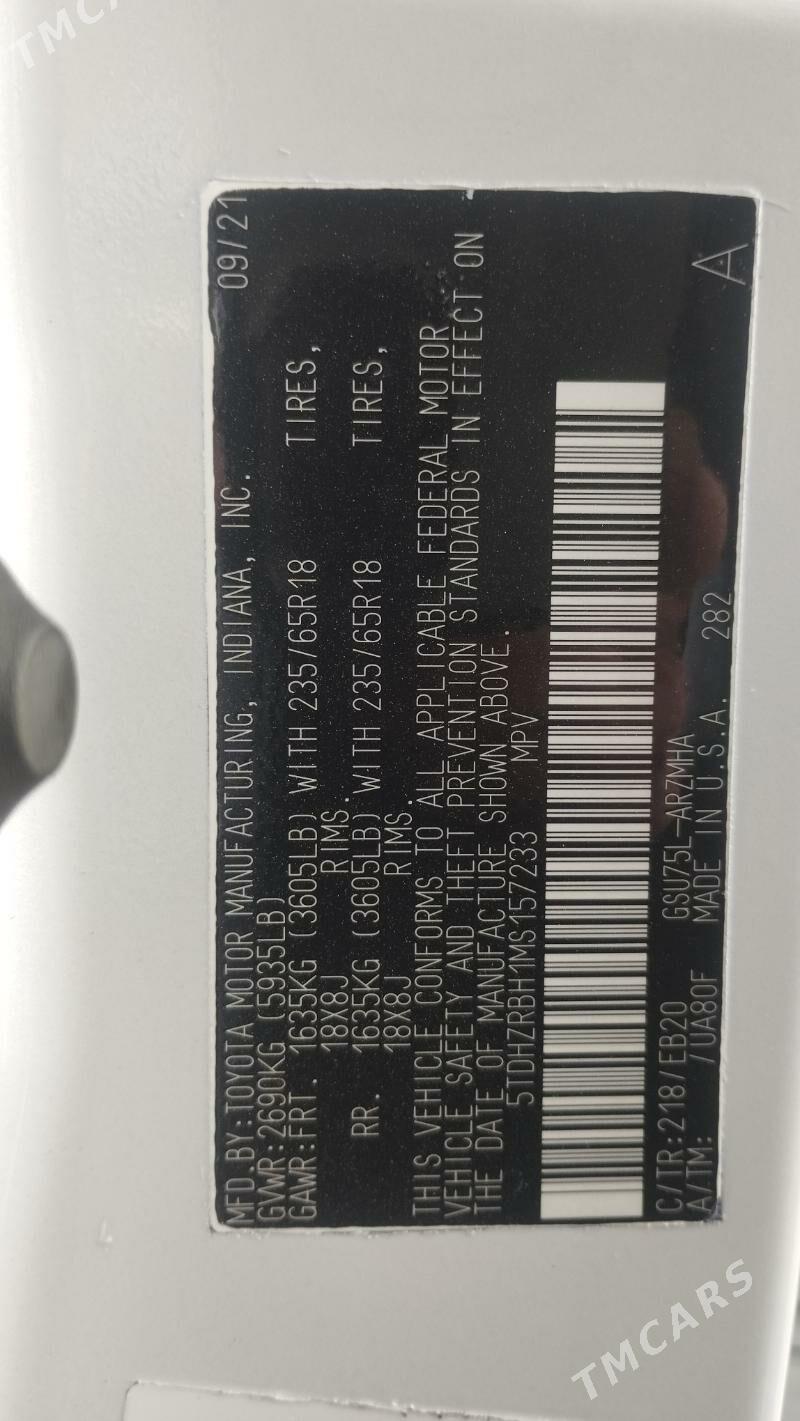 MFD.BY:TOYOTA MOTOR MANUFACTURING, INDIANA, INC. 09/21
GVWR:2690KG (5935LB)
GAWR:FRT. 1635KG (3605LB) WITH 235/65R18 TIRES,
18X8J RIMS.
RR. 1635KG (3605LB) WITH 235/65R18 TIRES,
18X8J RIMS.
THIS VEHICLE CONFORMS TO ALL APPLICABLE FEDERAL MOTOR
VEHICLE SAFETY AND THEFT PREVENTION STANDARDS IN EFFECT ON
THE DATE OF MANUFACTURE SHOWN ABOVE.
5TDHZRBH1MS157233 MPV
C/TR:218/EB20 GSU75L-ARZMHA
A/TM: /UA80F MADE IN U.S.A. 282 A
TMCARS